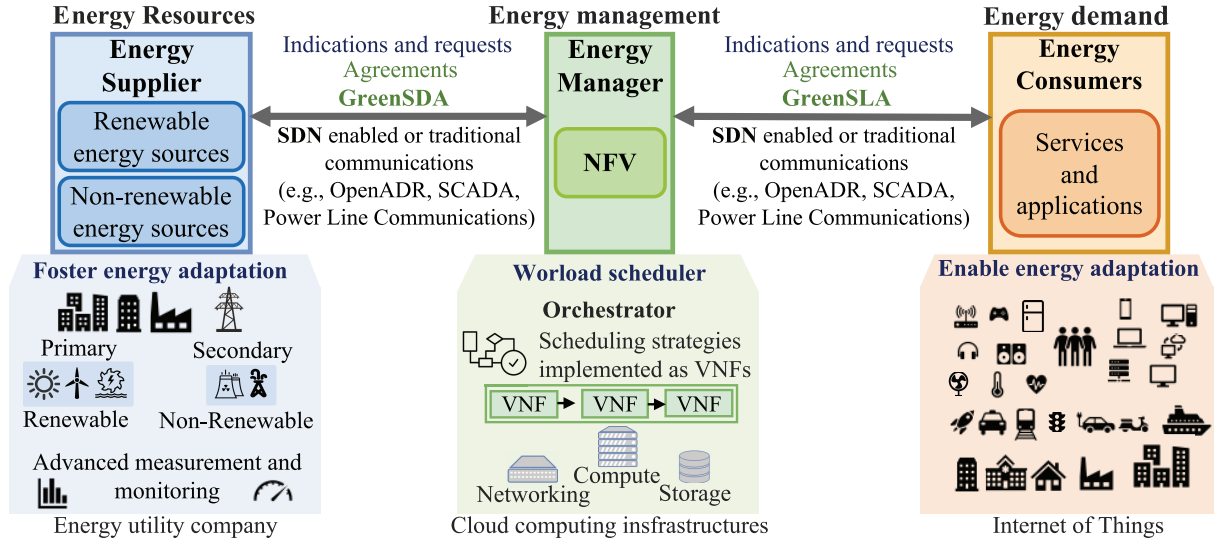 Energy Resources
Energy management
Energy demand
Energy
Supplier
Renewable
energy sources
Non-renewable
energy sources
Indications and requests
Agreements
GreenSDA
SDN enabled or traditional
communications
(e.g., OpenADR, SCADA,
Power Line Communications)
Energy
Manager
NFV
Indications and requests
Agreements
GreenSLA
SDN enabled or traditional
communications
(e.g., OpenADR, SCADA,
Power Line Communications)
Energy
Consumers
Services
and
applications
Foster energy adaptation
Primary
Secondary
Renewable
Non-Renewable
Advanced measurement and
monitoring
Energy utility company
Worload scheduler
Orchestrator
Scheduling strategies
implemented as VNFs
VNF
VNF
VNF
Networking
Compute
Storage
Cloud computing insfrastructures
Enable energy adaptation
Internet of Things